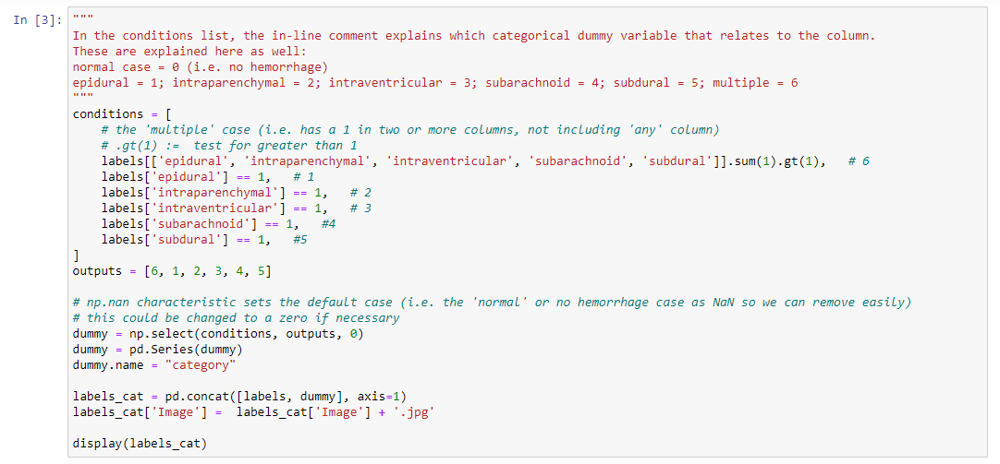 In [3]: """
In the conditions list, the in-line comment explains which categorical dummy variable that relates to the column.
These are explained here as well:
normal case = 0 (i.e. no hemorrhage)
epidural = 1; intraparenchymal = 2; intraventricular = 3; subarachnoid = 4; subdural = 5; multiple = 6
"""
conditions = [
    # the 'multiple' case (i.e. has a 1 in two or more columns, not including 'any' column)
    # .gt(1) :=  test for greater than 1
    labels[['epidural', 'intraparenchymal', 'intraventricular', 'subarachnoid', 'subdural']].sum(1).gt(1),   # 6
    labels['epidural'] == 1,   # 1
    labels['intraparenchymal'] == 1,   # 2
    labels['intraventricular'] == 1,   # 3
    labels['subarachnoid'] == 1,   #4
    labels['subdural'] == 1,   #5
]
outputs = [6, 1, 2, 3, 4, 5]

# np.nan characteristic sets the default case (i.e. the 'normal' or no hemorrhage case as NaN so we can remove easily)
# this could be changed to a zero if necessary
dummy = np.select(conditions, outputs, 0)
dummy = pd.Series(dummy)
dummy.name = "category"

labels_cat = pd.concat([labels, dummy], axis=1)
labels_cat['Image'] =  labels_cat['Image'] + '.jpg'

display(labels_cat)